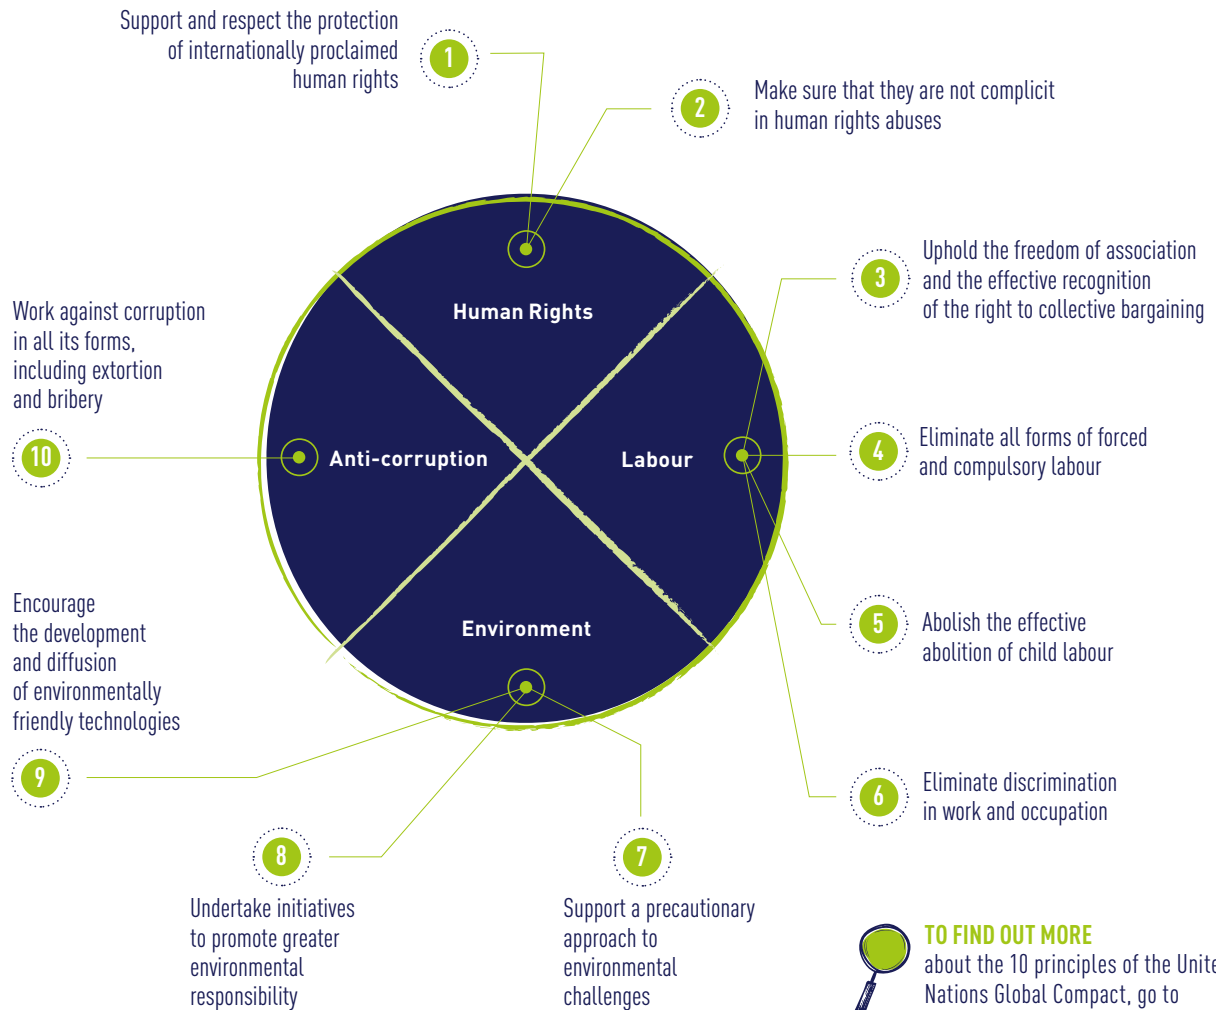 Support and respect the protection
of internationally proclaimed
human rights
1
2
Make sure that they are not complicit
in human rights abuses
3
Uphold the freedom of association
and the effective recognition
of the right to collective bargaining
Human Rights
Work against corruption
in all its forms,
including extortion
and bribery
10
Anti-corruption
Labour
4
Eliminate all forms of forced
and compulsory labour
Encourage
the development
and diffusion
of environmentally
friendly technologies
9
Environment
5
Abolish the effective
abolition of child labour
6
Eliminate discrimination
in work and occupation
8
Undertake initiatives
to promote greater
environmental
responsibility
7
Support a precautionary
approach to
environmental
challenges
TO FIND OUT MORE
about the 10 principles of the Unite
Nations Global Compact, go to